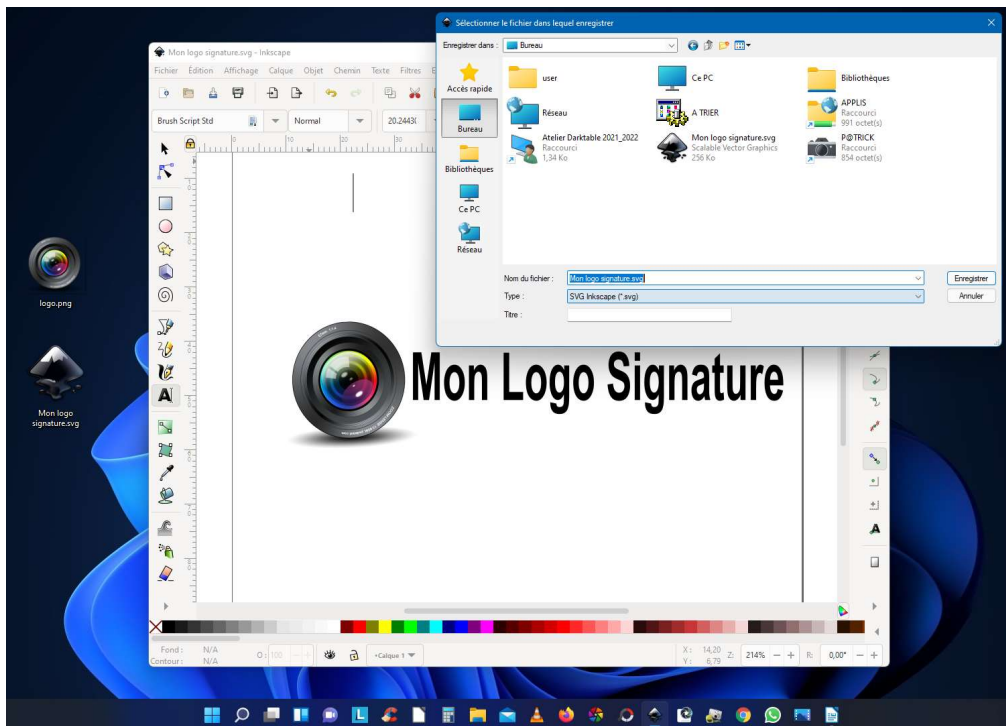 Sélectionner le fichier dans lequel enregistrer
Enregistrer dans :
Bureau
Accès rapide
Bureau
Bibliothèques
Ce PC
Réseau
user
Ce PC
Bibliothèques
Réseau
A TRIER
APPLIS
Raccourci
991 octet(s)
Atelier Darktable 2021_2022
Raccourci
1,34 Ko
Mon logo signature.svg
Scalable Vector Graphics
256 Ko
P@TRICK
Raccourci
854 octet(s)
Nom du fichier :
Mon logo signature.svg
Enregistrer
Type :
SVG Inkscape (*.svg)
Annuler
Titre :
Mon logo signature.svg - Inkscape
Fichier Édition Affichage Calque Objet Chemin Texte Filtres
Brush Script Std
Normal
20.2443
logo.png
Mon logo
signature.svg
Mon Logo Signature
Fond : N/A
Contour : N/A
O: 100
•Calque 1
X: 14,20
Y: 6,79
Z: 214% − +
R: 0,00° − +